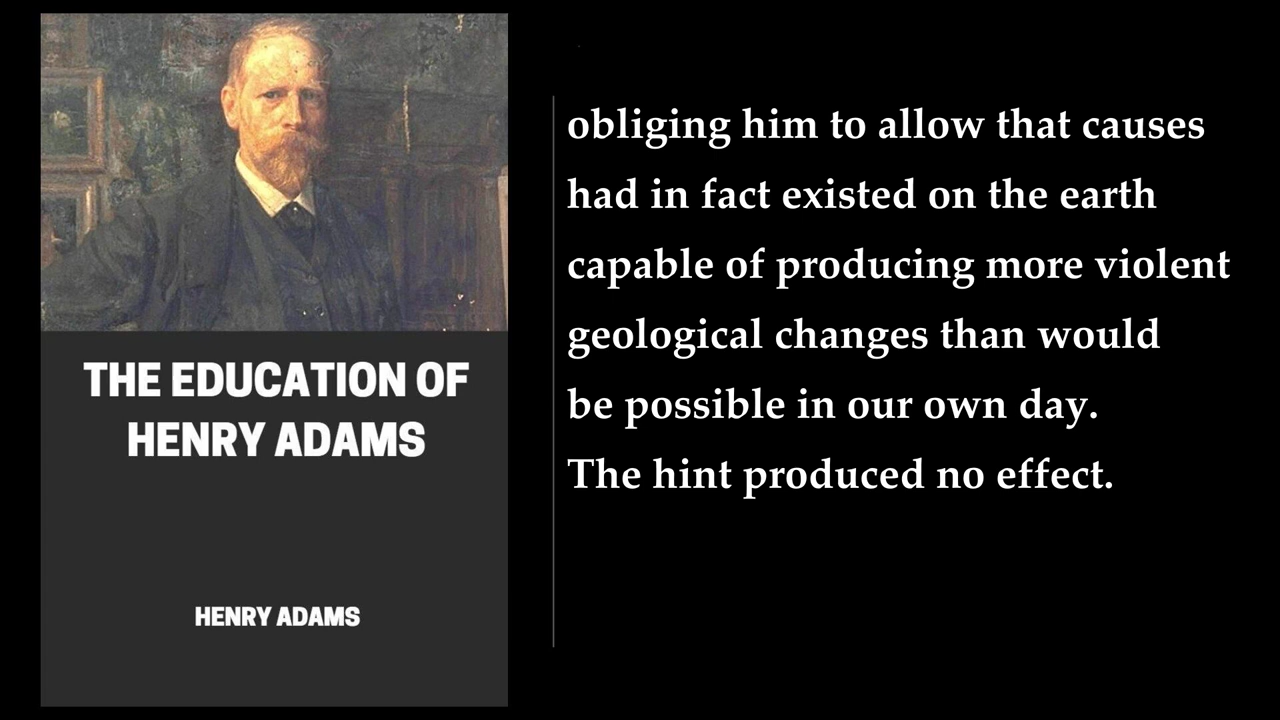 THE EDUCATION OF
HENRY ADAMS
HENRY ADAMS
obliging him to allow that causes
had in fact existed on the earth
capable of producing more violent
geological changes than would
be possible in our own day.
The hint produced no effect.